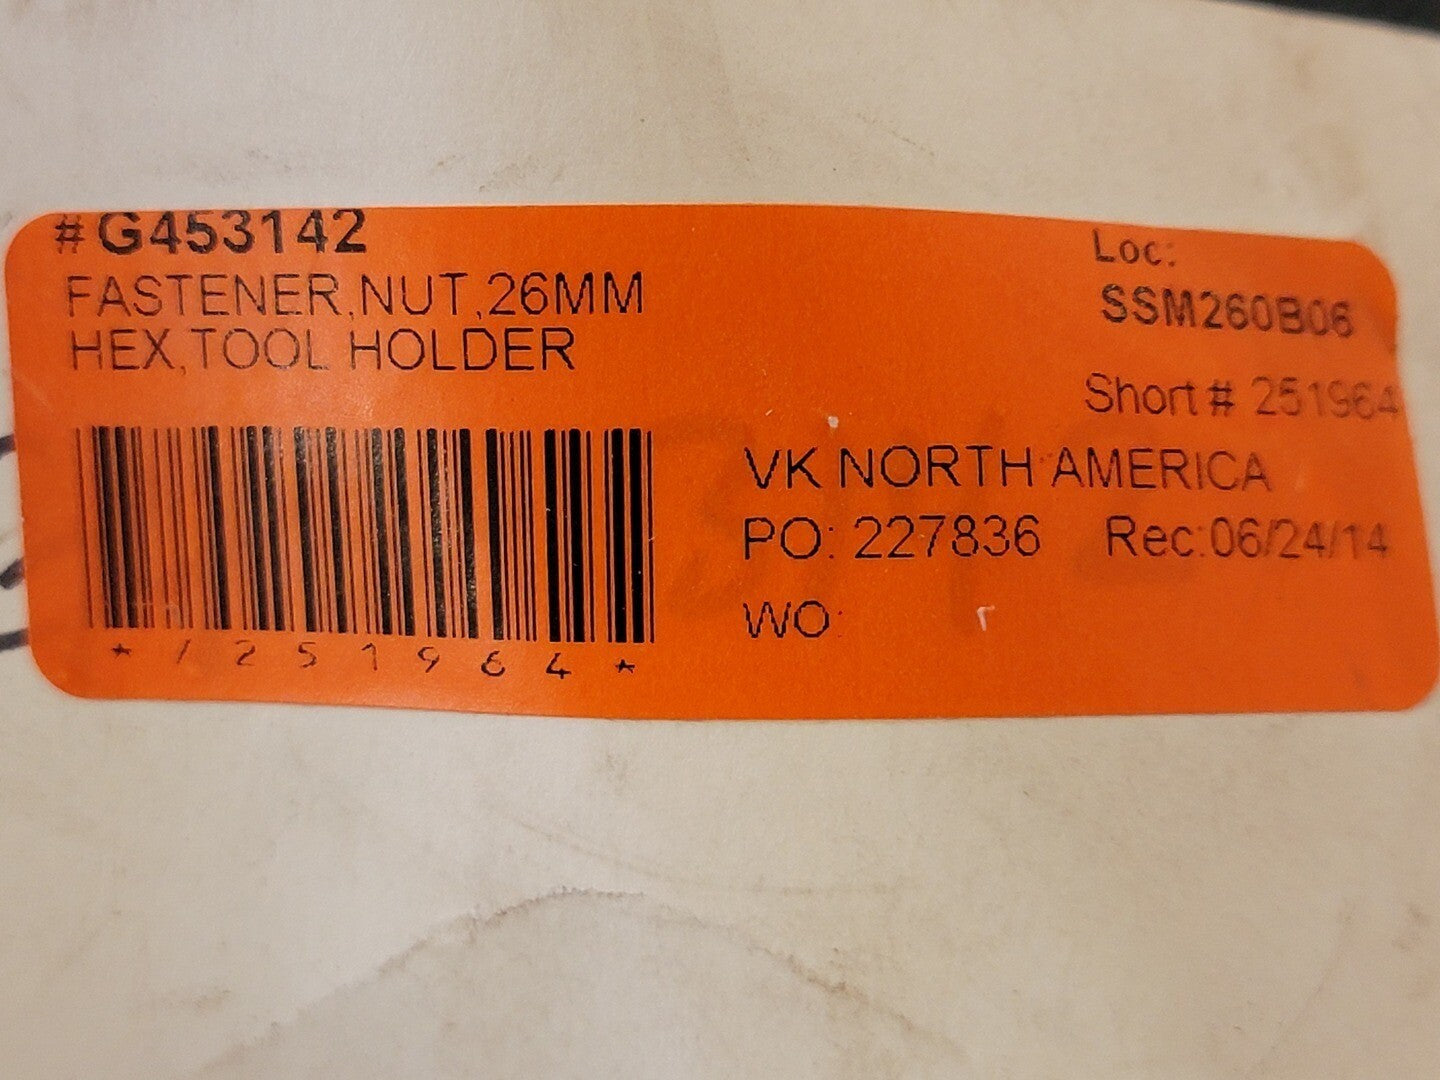 #G453142
FASTENER,NUT,26MM
HEX,TOOL HOLDER
*/251964*
Loc:
SSM260B06
Short# 251964
VK NORTH AMERICA
PO: 227836 Rec:06/24/14
WO: